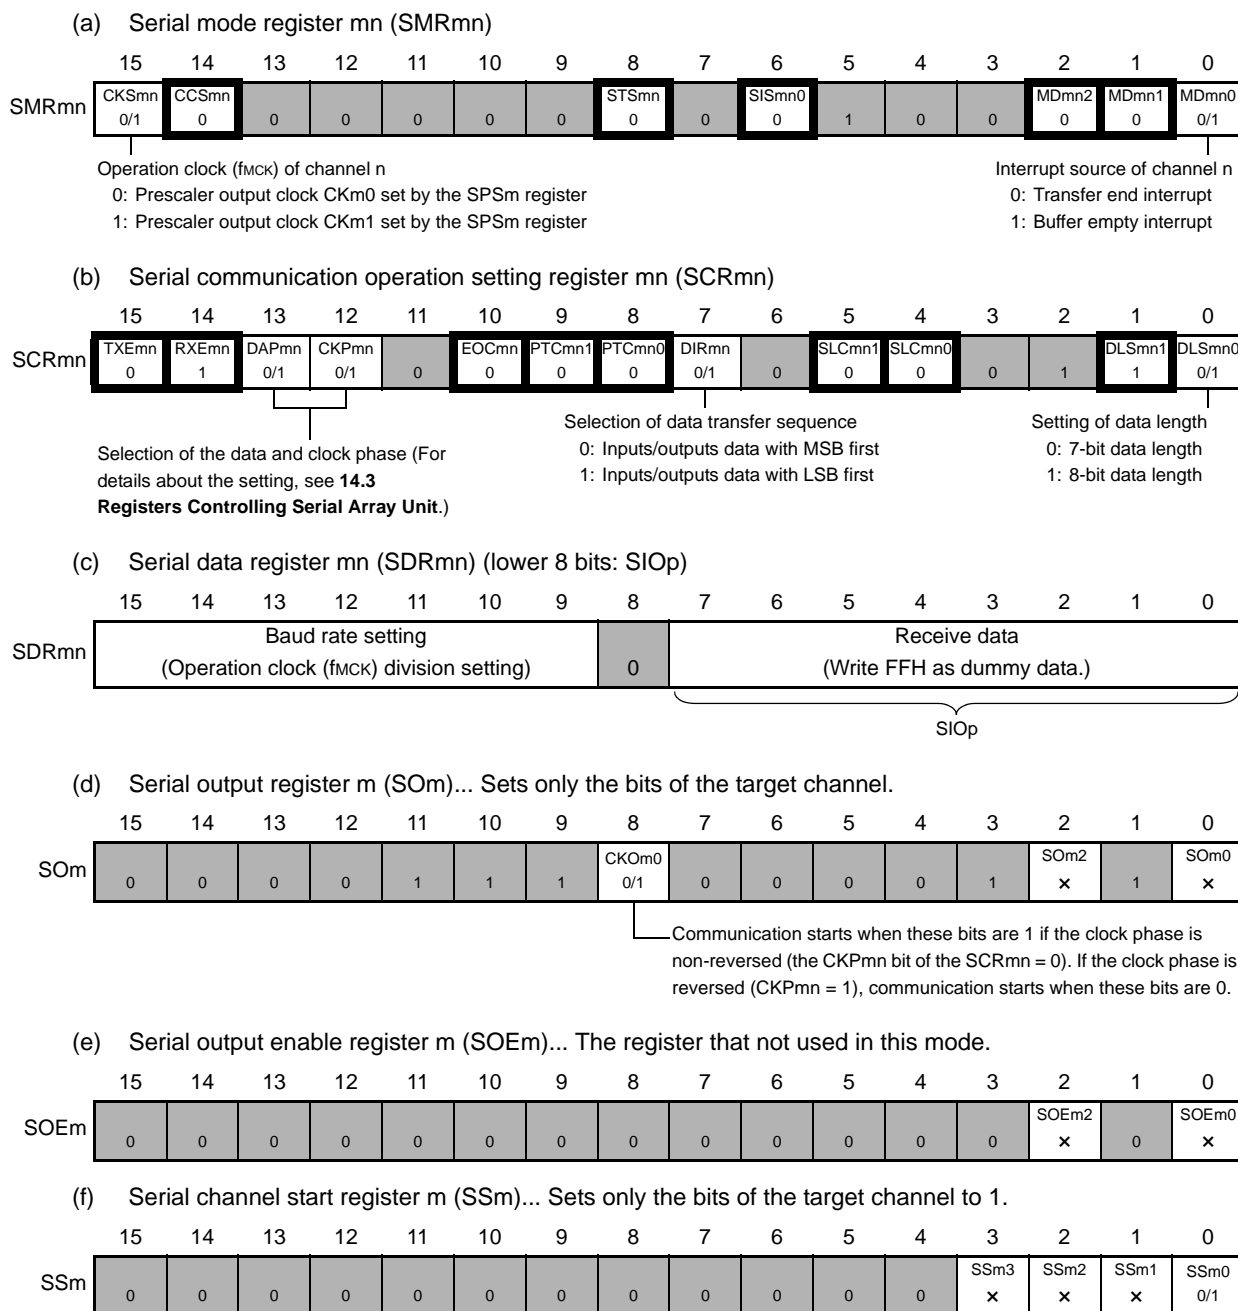 (a) Serial mode register mn (SMRmn)
15 14 13 12 11 10 9 8 7 6 5 4 3 2 1 0
SMRmn
CKSmn CCSmn STSmn SISmn0 MDmn2 MDmn1 MDmn0
0/1 0 0 0 0 0 0 0 0 0 1 0 0 0 0 0/1
Operation clock (fMCK) of channel n
0: Prescaler output clock CKm0 set by the SPSm register
1: Prescaler output clock CKm1 set by the SPSm register
Interrupt source of channel n
0: Transfer end interrupt
1: Buffer empty interrupt
(b) Serial communication operation setting register mn (SCRmn)
15 14 13 12 11 10 9 8 7 6 5 4 3 2 1 0
SCRmn
TXEmn RXEmn DAPmn CKPmn EOCmn PTCmn1 PTCmn0 DIRmn SLCmn1 SLCmn0 DLSmn1 DLSmn0
0 1 0/1 0/1 0 0 0 0 0/1 0 0 0 0 1 1 0/1
Selection of the data and clock phase (For
details about the setting, see 14.3
Registers Controlling Serial Array Unit.)
Selection of data transfer sequence
0: Inputs/outputs data with MSB first
1: Inputs/outputs data with LSB first
Setting of data length
0: 7-bit data length
1: 8-bit data length
(c) Serial data register mn (SDRmn) (lower 8 bits: SIOp)
15 14 13 12 11 10 9 8 7 6 5 4 3 2 1 0
SDRmn
Baud rate setting
(Operation clock (fMCK) division setting)
0
Receive data
(Write FFH as dummy data.)
SIOp
(d) Serial output register m (SOm)... Sets only the bits of the target channel.
15 14 13 12 11 10 9 8 7 6 5 4 3 2 1 0
SOm
CKOm0 SOm2 SOm0
0 0 0 0 1 1 1 0/1 0 0 0 0 1 × 1 ×
Communication starts when these bits are 1 if the clock phase is
non-reversed (the CKPmn bit of the SCRmn = 0). If the clock phase is
reversed (CKPmn = 1), communication starts when these bits are 0.
(e) Serial output enable register m (SOEm)... The register that not used in this mode.
15 14 13 12 11 10 9 8 7 6 5 4 3 2 1 0
SOEm
SOEm2 SOEm0
0 0 0 0 0 0 0 0 0 0 0 0 0 × 0 ×
(f) Serial channel start register m (SSm)... Sets only the bits of the target channel to 1.
15 14 13 12 11 10 9 8 7 6 5 4 3 2 1 0
SSm
SSm3 SSm2 SSm1 SSm0
0 0 0 0 0 0 0 0 0 0 0 0 × × × 0/1